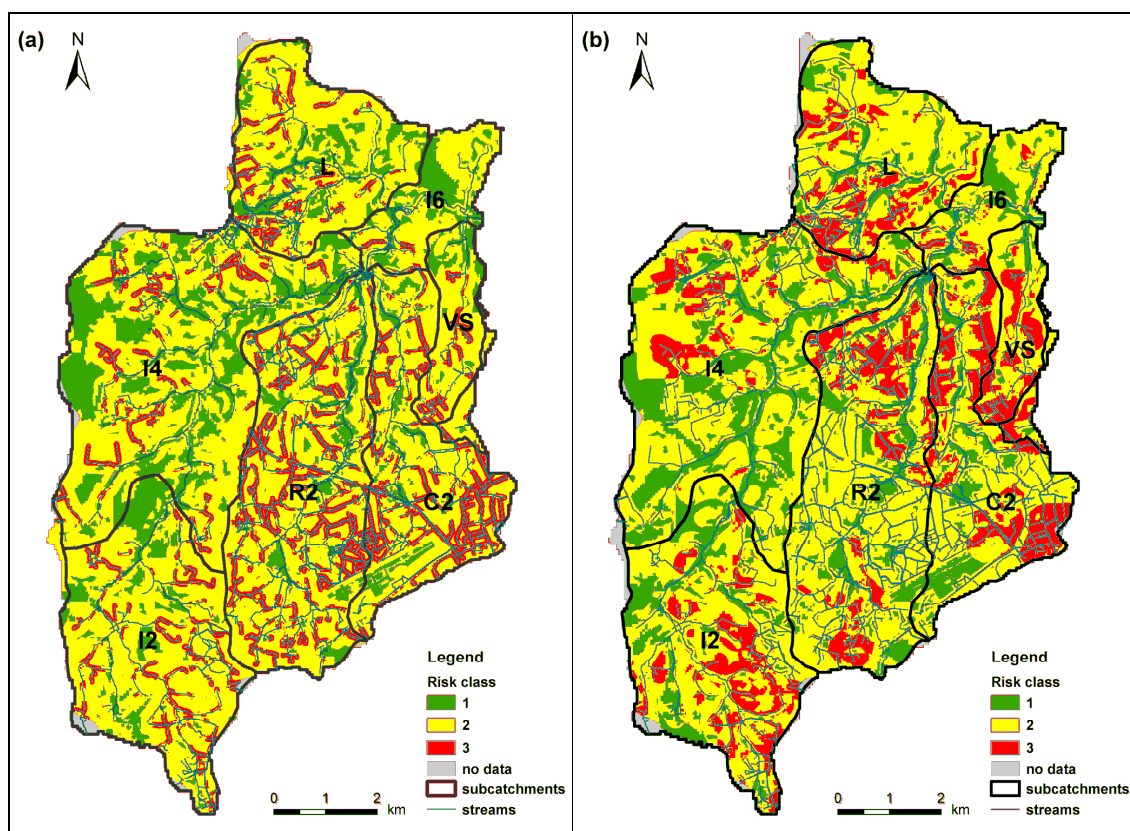 (a)
N
L
I6
VS
I4
R2
C2
I2
Legend
Risk class
1
2
3
no data
subcatchments
streams
0 1 2
km
(b)
N
L
I6
VS
I4
R2
C2
I2
Legend
Risk class
1
2
3
no data
subcatchments
streams
0 1 2
km